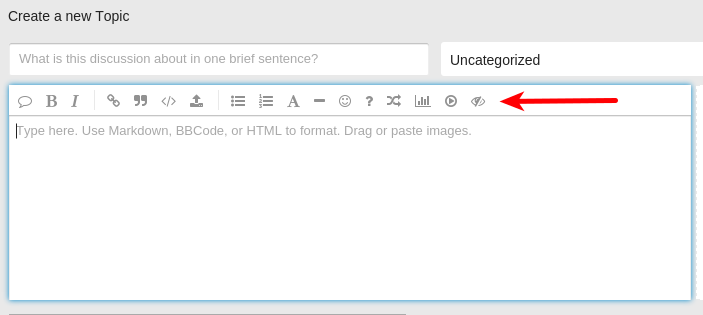 Create a new Topic
What is this discussion about in one brief sentence?
Uncategorized
B I </> A ?
Type here. Use Markdown, BBCode, or HTML to format. Drag or paste images.